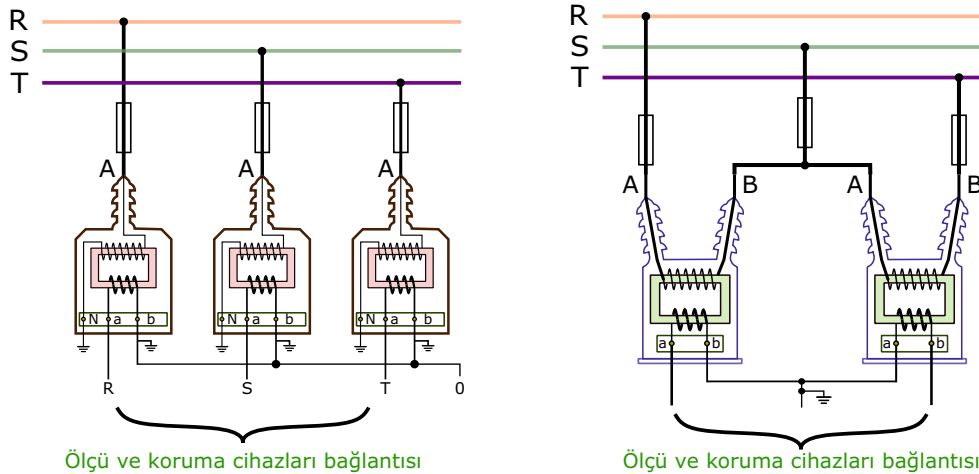 R
S
T
A A A
N a b N a b N a b
R S T 0
Ölçü ve koruma cihazları bağlantısı
R
S
T
A B A B
a b a b
Ölçü ve koruma cihazları bağlantısı